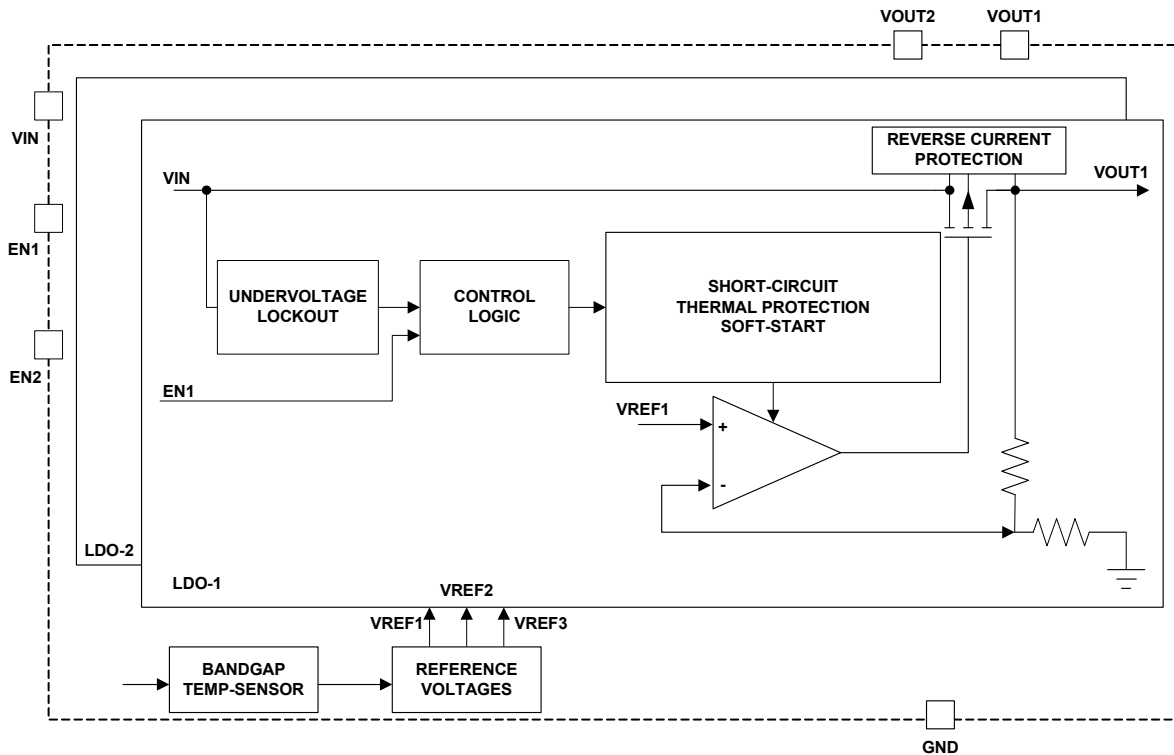 VOUT2
VOUT1
VIN
EN1
EN2
REVERSE CURRENT
PROTECTION
VIN
VOUT1
UNDERVOLTAGE
LOCKOUT
CONTROL
LOGIC
SHORT-CIRCUIT
THERMAL PROTECTION
SOFT-START
EN1
VREF1
+
-
LDO-2
LDO-1
VREF2
VREF1
VREF3
BANDGAP
TEMP-SENSOR
REFERENCE
VOLTAGES
GND